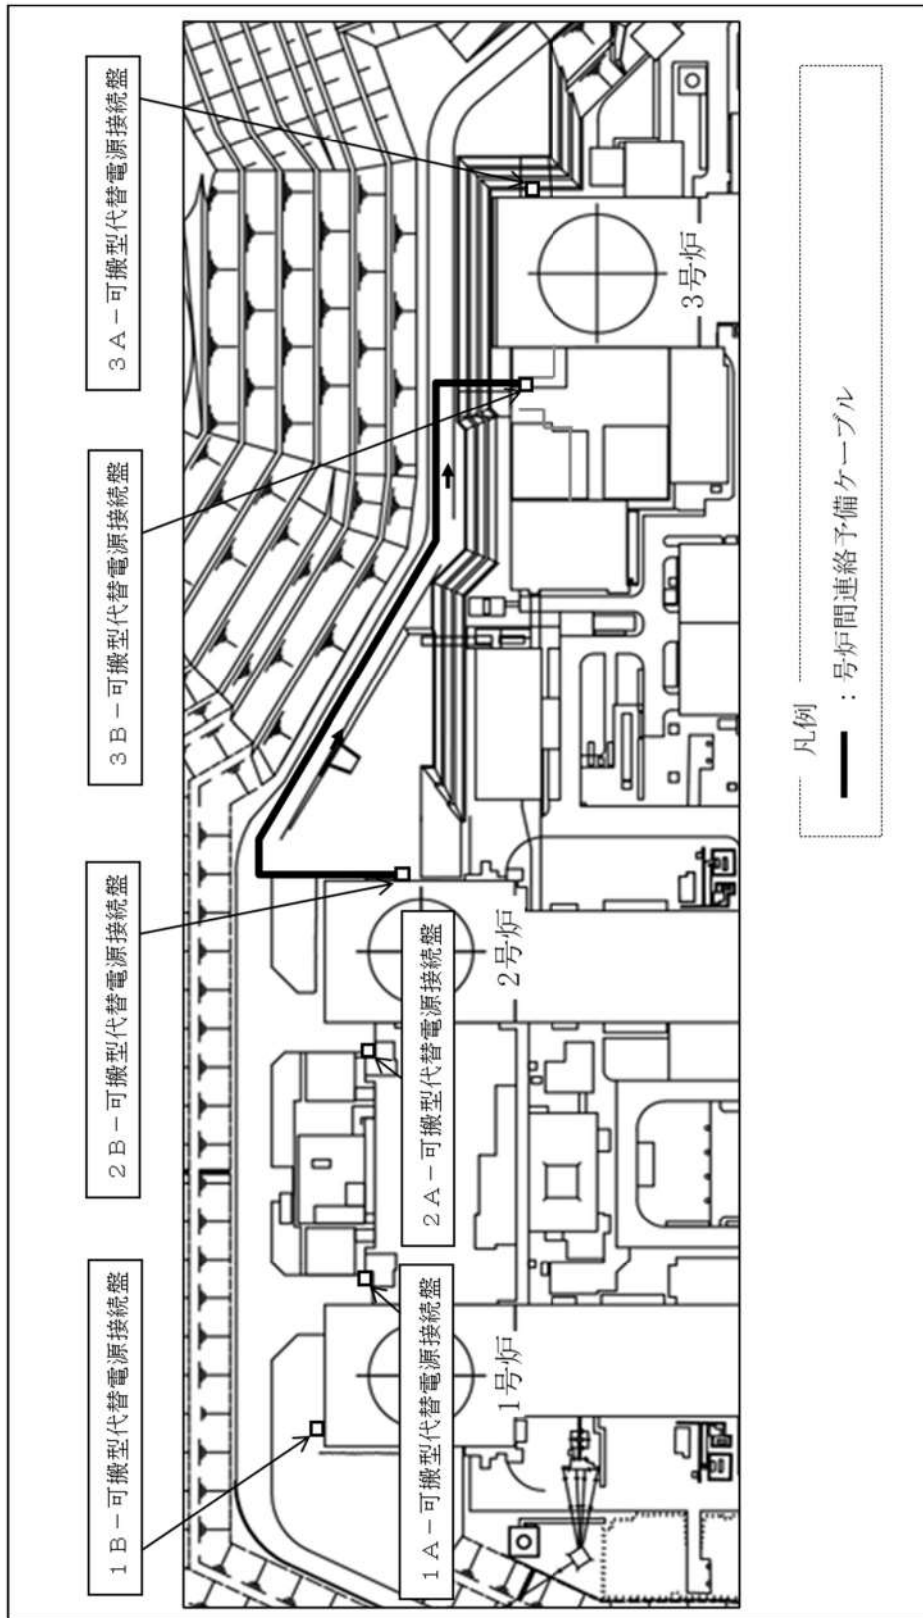 1B-可搬型代替電源接続盤
2B-可搬型代替電源接続盤
3B-可搬型代替電源接続盤
3A-可搬型代替電源接続盤
1A-可搬型代替電源接続盤
2A-可搬型代替電源接続盤
1号炉
2号炉
3号炉
凡例
:号炉間連絡予備ケーブル